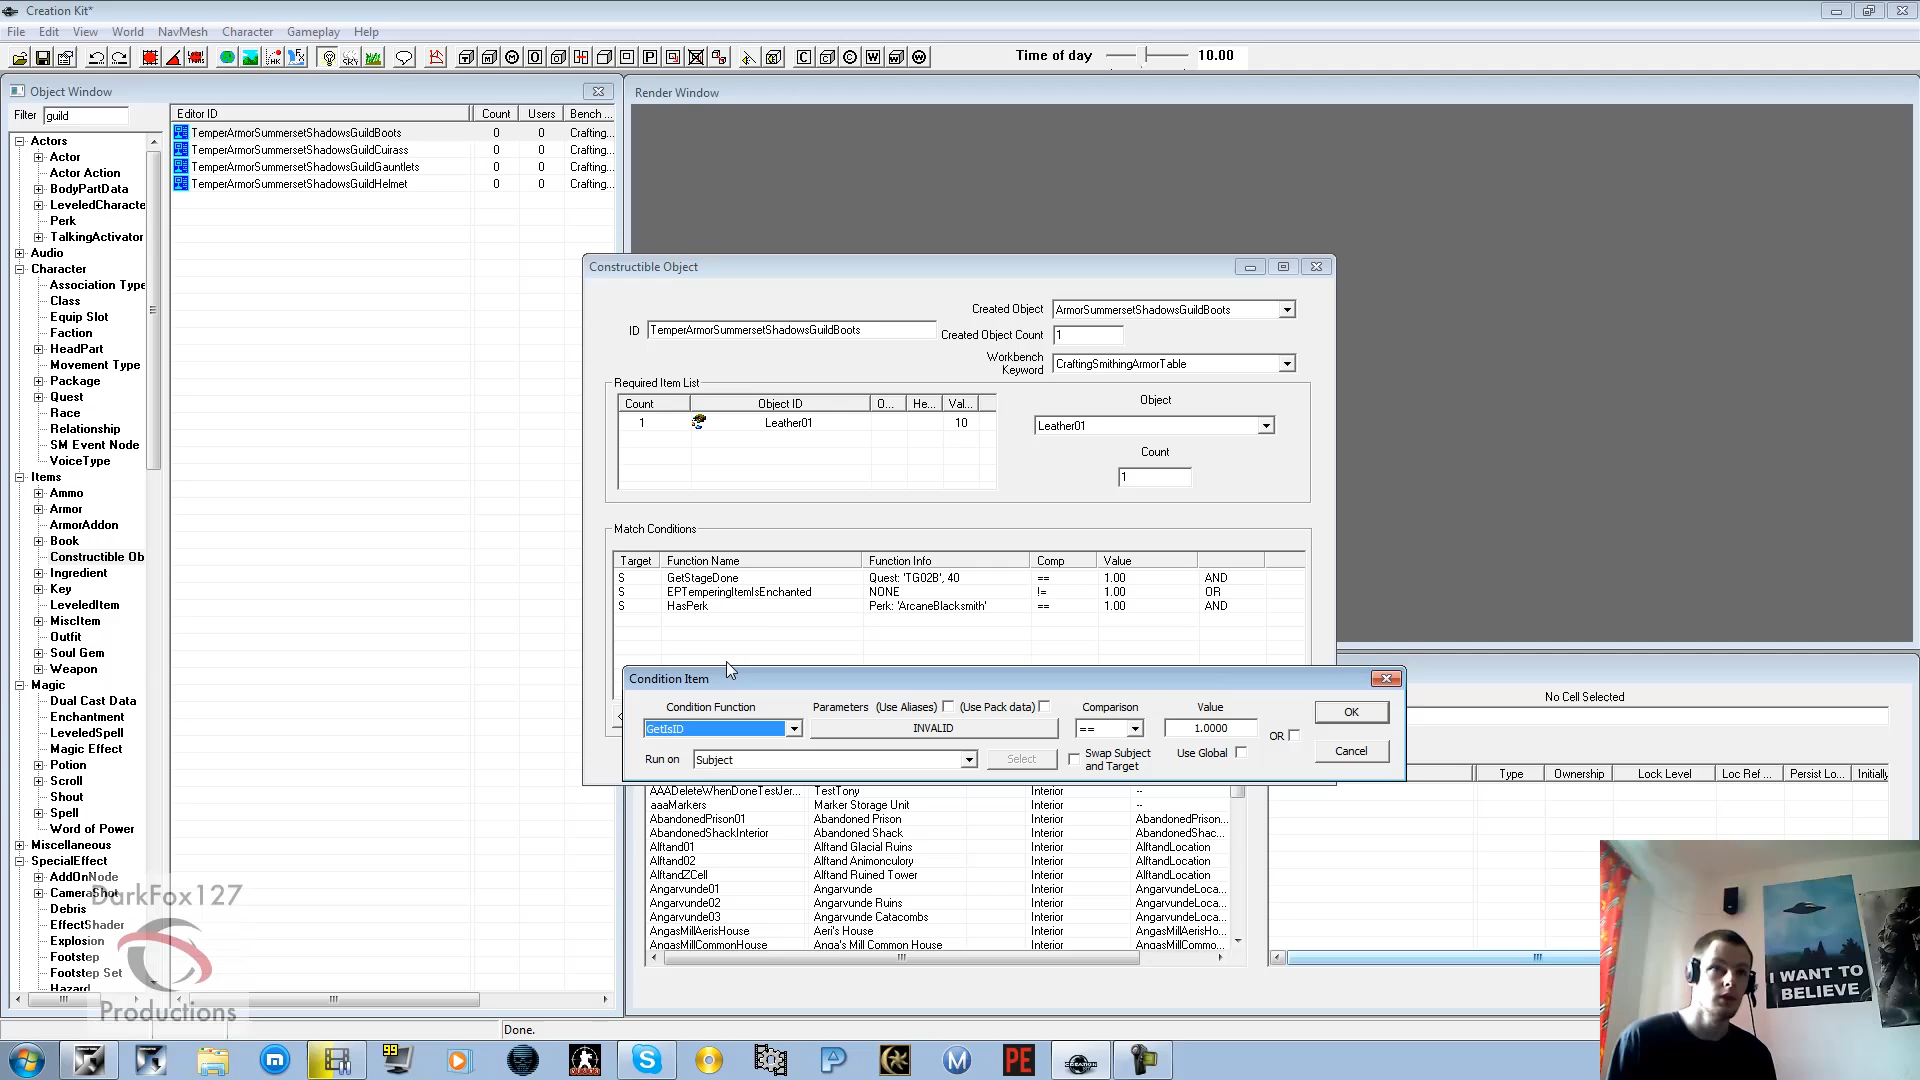 Creation Kit*
File Edit View World NavMesh Character Gameplay Help
Time of day 10.00
Object Window
Render Window
Filter guild
Editor ID Count Users Bench ...
TemperArmorSummersetShadowsGuildBoots 0 0 Crafting...
TemperArmorSummersetShadowsGuildCuirass 0 0 Crafting...
TemperArmorSummersetShadowsGuildGauntlets 0 0 Crafting...
TemperArmorSummersetShadowsGuildHelmet 0 0 Crafting...
Actors
Actor
Actor Action
BodyPartData
LeveledCharacte
Perk
TalkingActivator
Audio
Character
Association Type
Class
Equip Slot
Faction
HeadPart
Movement Type
Package
Quest
Race
Relationship
SM Event Node
VoiceType
Items
Ammo
Armor
ArmorAddon
Book
Constructible Ob
Ingredient
Key
LeveledItem
MiscItem
Outfit
Soul Gem
Weapon
Magic
Dual Cast Data
Enchantment
LeveledSpell
Magic Effect
Potion
Scroll
Shout
Spell
Word of Power
Miscellaneous
SpecialEffect
AddOnNode
CameraShot
Debris
EffectShader
Explosion
Footstep
Footstep Set
Hazard
DarkFox127
Productions
Constructible Object
ID TemperArmorSummersetShadowsGuildBoots
Created Object ArmorSummersetShadowsGuildBoots
Created Object Count 1
Workbench Keyword CraftingSmithingArmorTable
Required Item List
Count Object ID O... He... Val...
1 Leather01 10
Object
Leather01
Count
1
Match Conditions
Target Function Name Function Info Comp Value
S GetStageDone Quest: 'TG02B', 40 == 1.00 AND
S EPTemperingItemIsEnchanted NONE != 1.00 OR
S HasPerk Perk: 'ArcaneBlacksmith' == 1.00 AND
Condition Item
Condition Function Parameters (Use Aliases) (Use Pack data) Comparison Value
GetIsID INVALID == 1.0000 OR OK
Run on Subject Select Swap Subject and Target Use Global Cancel
No Cell Selected
Type Ownership Lock Level Loc Ref ... Persist Lo... Initially
AAADeleteWhenDoneTestJer... TestTony Interior --
aaaMarkers Marker Storage Unit Interior --
AbandonedPrison01 Abandoned Prison Interior AbandonedPrison...
AbandonedShackInterior Abandoned Shack Interior AbandonedShac...
Alftand01 Alftand Glacial Ruins Interior AlftandLocation
Alftand02 Alftand Animonculory Interior AlftandLocation
AlftandZCell Alftand Ruined Tower Interior AlftandLocation
Angarvunde01 Angarvunde Interior AngarvundeLoca...
Angarvunde02 Angarvunde Ruins Interior AngarvundeLoca...
Angarvunde03 Angarvunde Catacombs Interior AngarvundeLoca...
AngasMillAerisHouse Aeri's House Interior AngasMillAerisHo...
AngasMillCommonHouse Anga's Mill Common House Interior AngasMillCommo...
Done.
I WANT TO
BELIEVE
99
PE